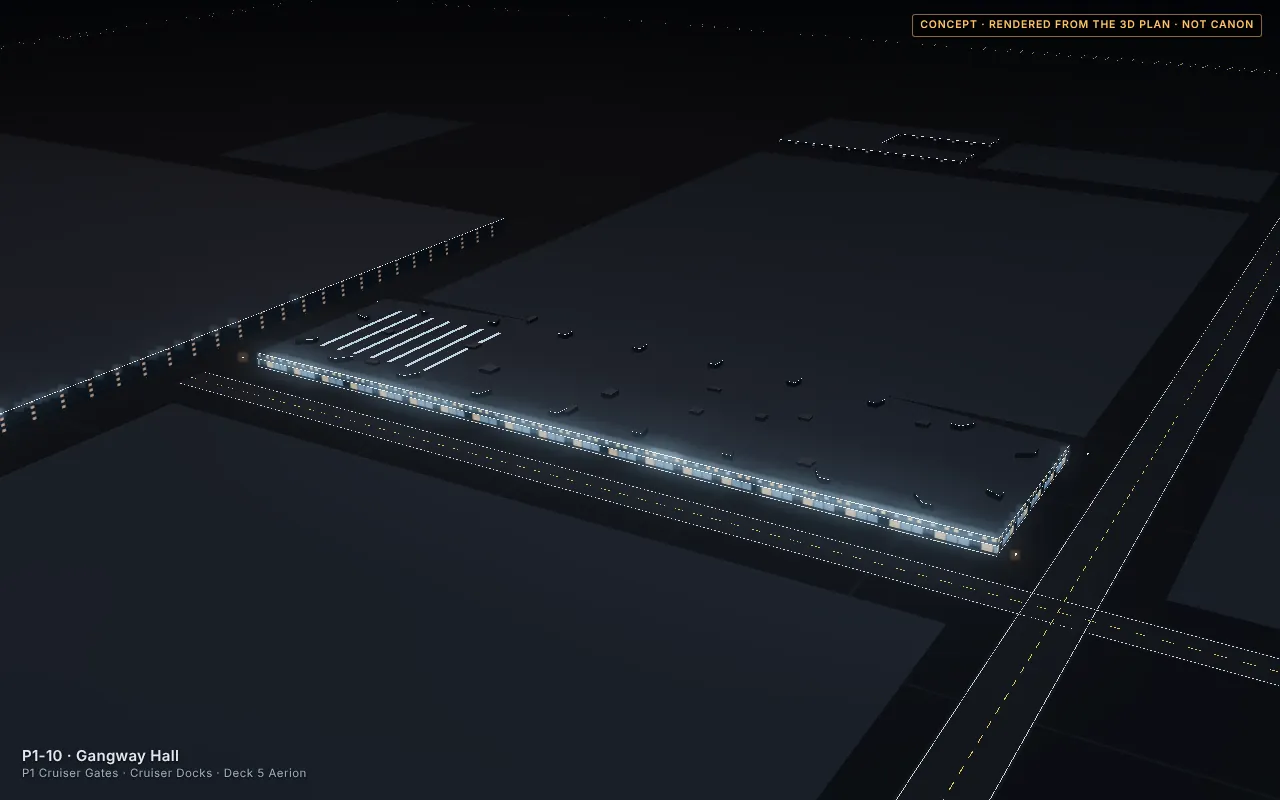 CONCEPT · RENDERED FROM THE 3D PLAN · NOT CANON
P1-10 · Gangway Hall
P1 Cruiser Gates · Cruiser Docks · Deck 5 Aerion